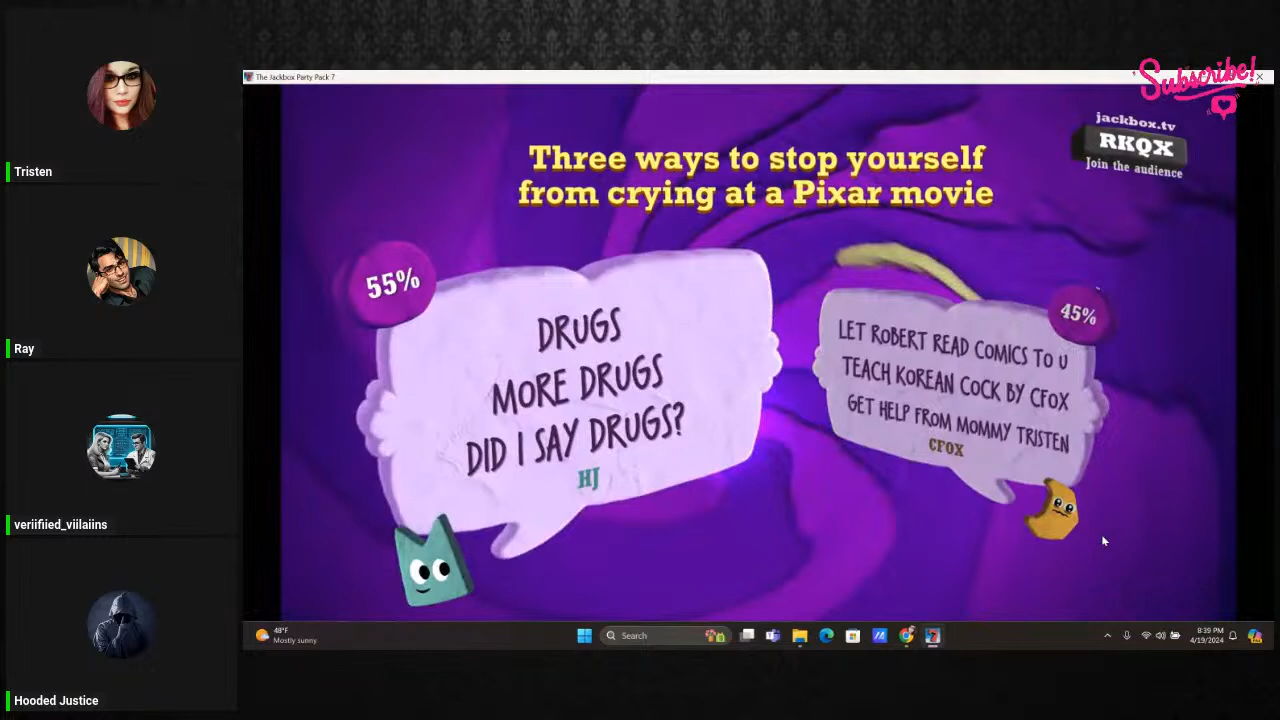 The Jackbox Party Pack 7
Subscribe!
jackbox.tv
RKQX
Join the audience
Three ways to stop yourself
from crying at a Pixar movie
55%
DRUGS
MORE DRUGS
DID I SAY DRUGS?
HJ
45%
LET ROBERT READ COMICS TO U
TEACH KOREAN COCK BY CFOX
GET HELP FROM MOMMY TRISTEN
CFOX
Tristen
Ray
veriifiied_viilaiins
Hooded Justice
48°F
Mostly sunny
Search
8:39 PM
4/19/2024